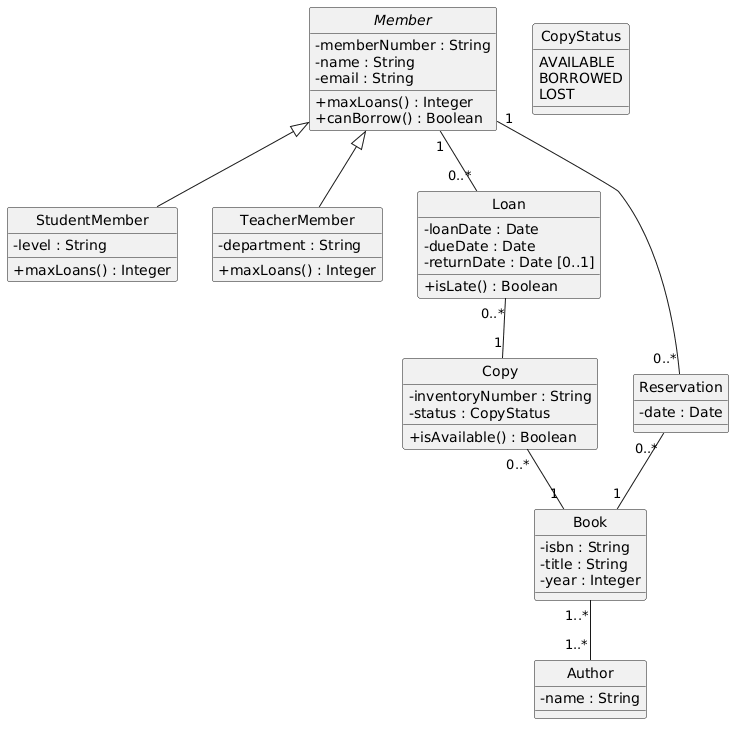 Member
-memberNumber : String
-name : String
-email : String
+maxLoans() : Integer
+canBorrow() : Boolean
CopyStatus
AVAILABLE
BORROWED
LOST
1
1
0..*
StudentMember
-level : String
+maxLoans() : Integer
TeacherMember
-department : String
+maxLoans() : Integer
Loan
-loanDate : Date
-dueDate : Date
-returnDate : Date [0..1]
+isLate() : Boolean
0..*
1
0..*
Copy
-inventoryNumber : String
-status : CopyStatus
+isAvailable() : Boolean
Reservation
-date : Date
0..*
1
0..*
1
Book
-isbn : String
-title : String
-year : Integer
1..*
1..*
Author
-name : String